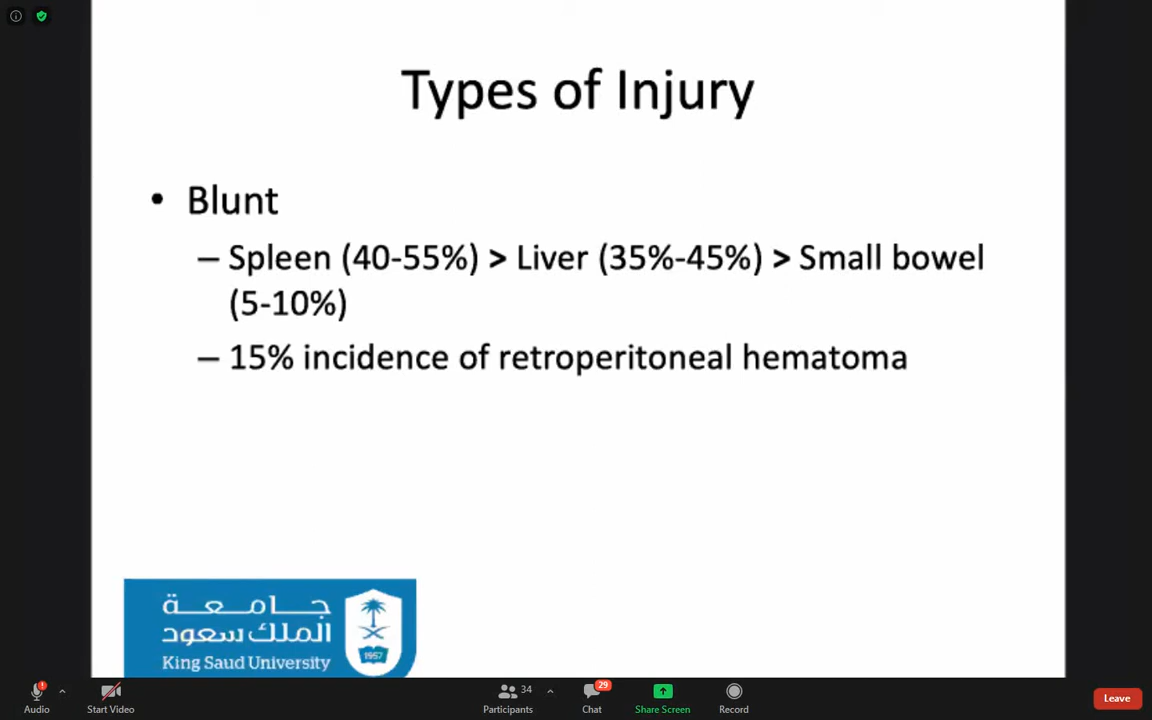 Types of Injury
• Blunt
– Spleen (40-55%) > Liver (35%-45%) > Small bowel
(5-10%)
– 15% incidence of retroperitoneal hematoma
جامعة
الملك سعود
King Saud University
1957
Audio
Start Video
34
Participants
29
Chat
Share Screen
Record
Leave